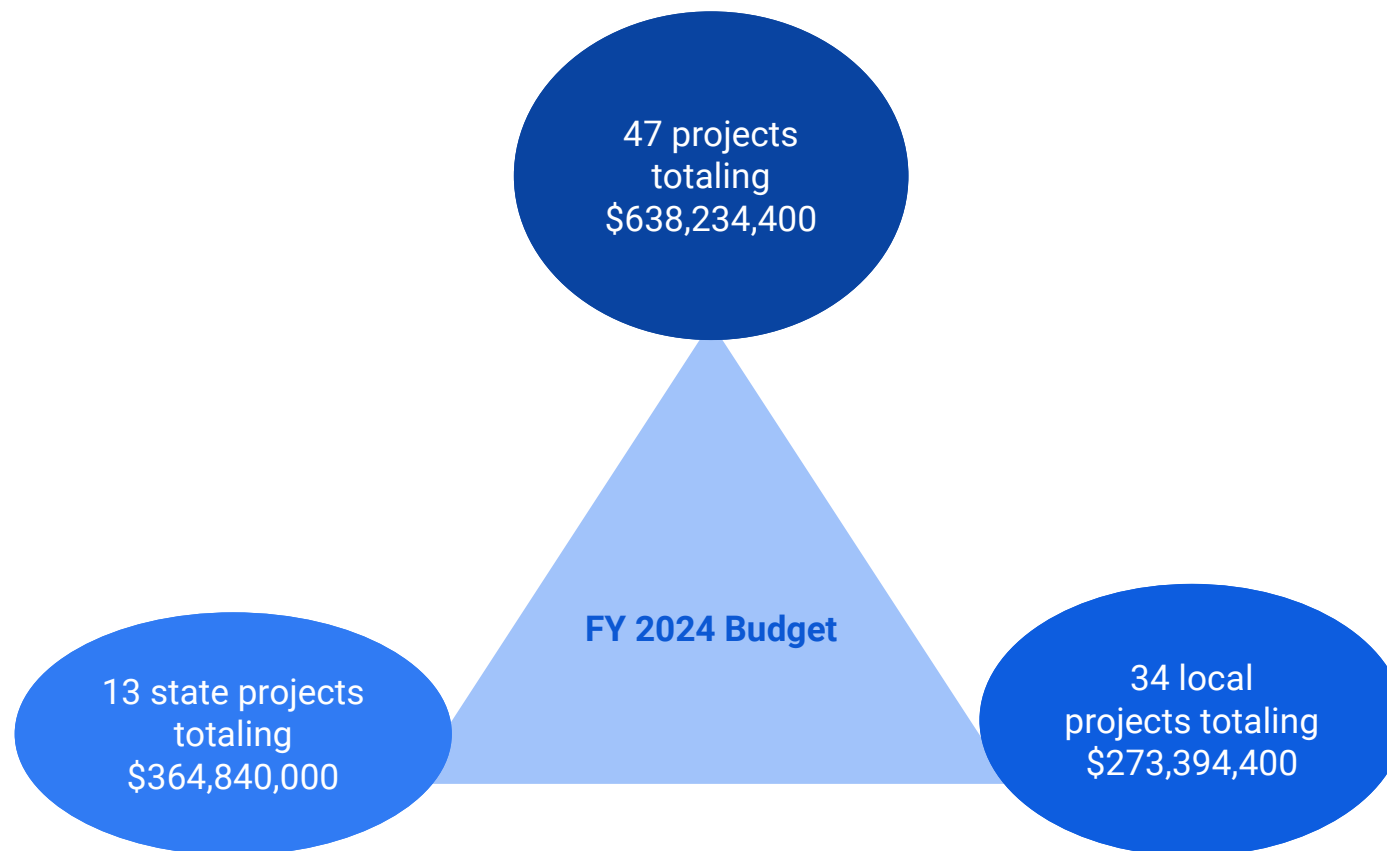 47 projects
totaling
$638,234,400
FY 2024 Budget
13 state projects
totaling
$364,840,000
34 local
projects totaling
$273,394,400